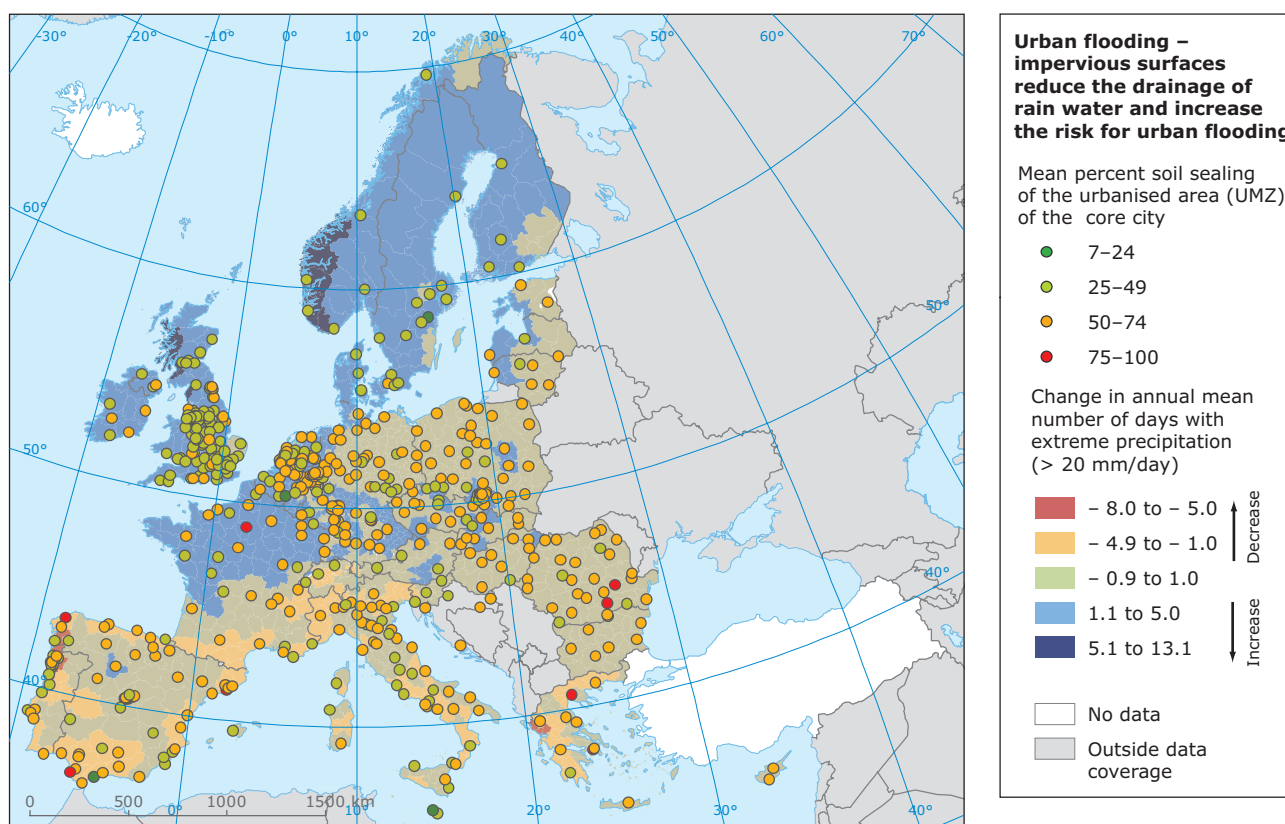 -30° -20° -10° 0° 10° 20° 30° 40° 50° 60° 70°
60°
50°
50°
40°
40°
0 500 1000 1500 km
0° 10° 20° 30° 40°
Urban flooding –
impervious surfaces
reduce the drainage of
rain water and increase
the risk for urban flooding
Mean percent soil sealing
of the urbanised area (UMZ)
of the core city
7–24
25–49
50–74
75–100
Change in annual mean
number of days with
extreme precipitation
(> 20 mm/day)
– 8.0 to – 5.0
– 4.9 to – 1.0
– 0.9 to 1.0
1.1 to 5.0
5.1 to 13.1
Decrease
Increase
No data
Outside data
coverage